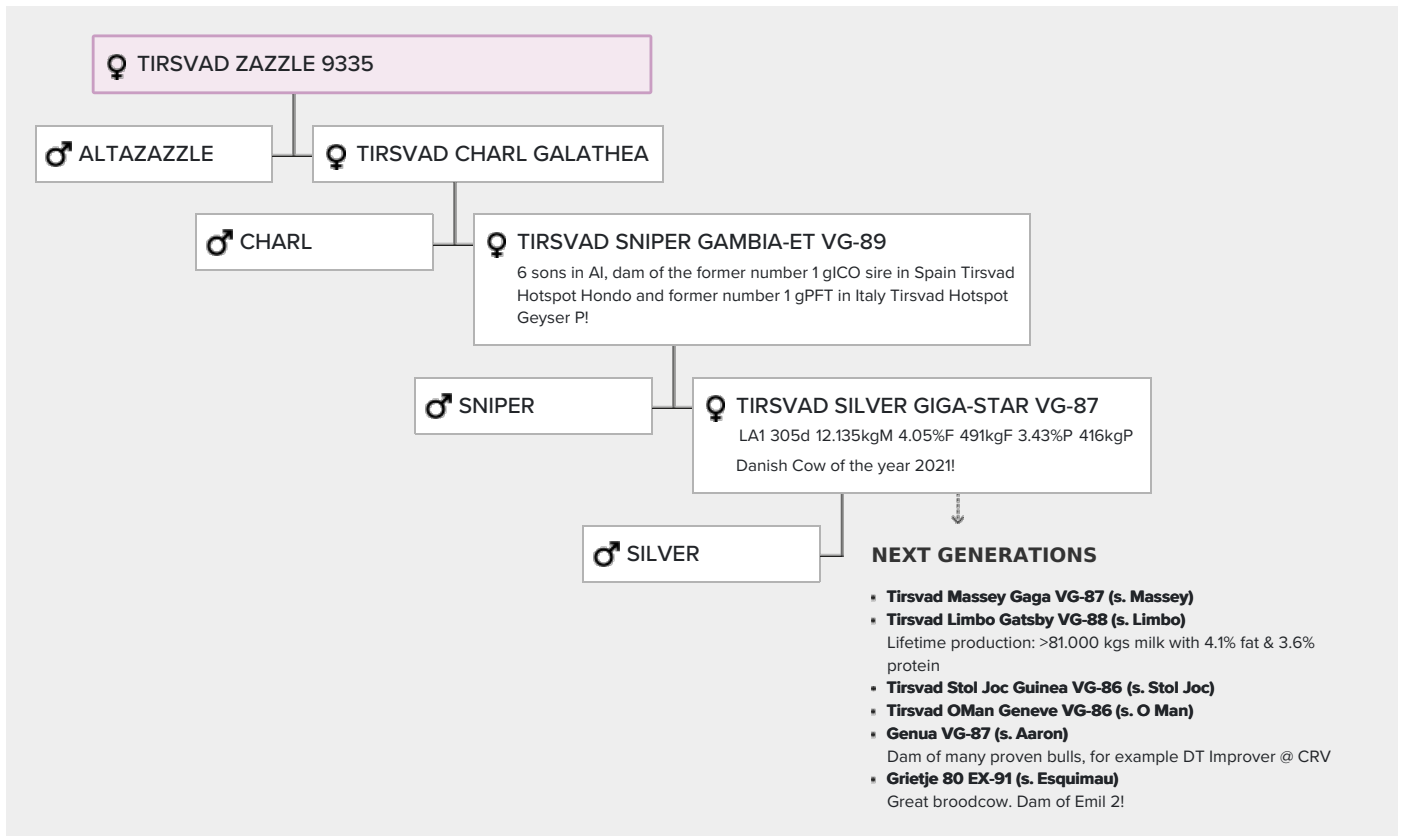 TIRSVAD ZAZZLE 9335
ALTAZAZZLE
TIRSVAD CHARL GALATHEA
CHARL
TIRSVAD SNIPER GAMBIA-ET VG-89
6 sons in AI, dam of the former number 1 gICO sire in Spain Tirsvad
Hotspot Hondo and former number 1 gPFT in Italy Tirsvad Hotspot
Geyser P!
SNIPER
TIRSVAD SILVER GIGA-STAR VG-87
LA1 305d 12.135kgM 4.05%F 491kgF 3.43%P 416kgP
Danish Cow of the year 2021!
SILVER
NEXT GENERATIONS
Tirsvad Massey Gaga VG-87 (s. Massey)
Tirsvad Limbo Gatsby VG-88 (s. Limbo)
Lifetime production: >81.000 kgs milk with 4.1% fat & 3.6%
protein
Tirsvad Stol Joc Guinea VG-86 (s. Stol Joc)
Tirsvad OMan Geneve VG-86 (s. O Man)
Genua VG-87 (s. Aaron)
Dam of many proven bulls, for example DT Improver @ CRV
Grietje 80 EX-91 (s. Esquimau)
Great broodcow. Dam of Emil 2!